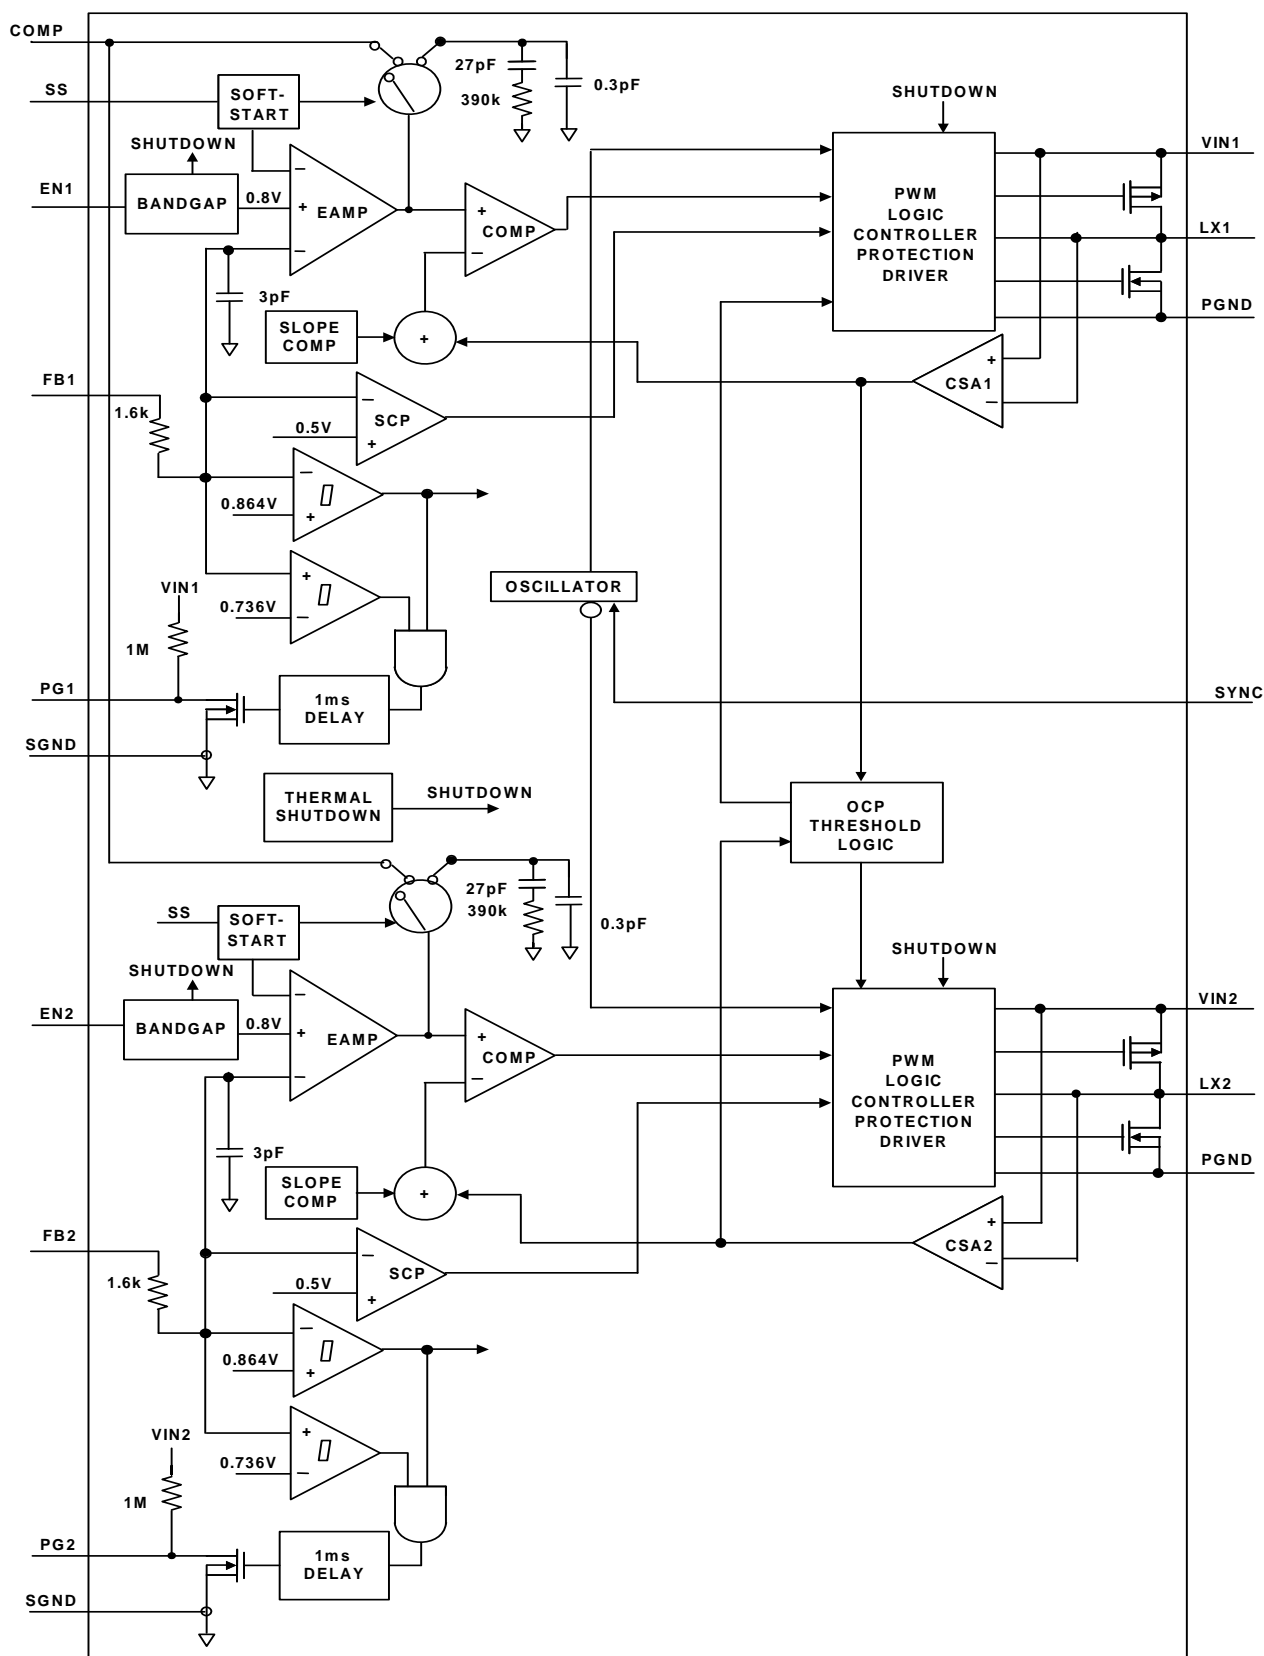 COMP
27pF
0.3pF
390k
SS
SOFT-
START
SHUTDOWN
SHUTDOWN
VIN1
EN1
BANDGAP
0.8V
−
+
−
EAMP
+
−
COMP
PWM
LOGIC
CONTROLLER
PROTECTION
DRIVER
LX1
3pF
PGND
SLOPE
COMP
+
+
−
CSA1
FB1
1.6k
−
+
SCP
0.5V
−
+
0.864V
VIN1
+
−
0.736V
OSCILLATOR
1M
PG1
1ms
DELAY
SYNC
SGND
THERMAL
SHUTDOWN
SHUTDOWN
OCP
THRESHOLD
LOGIC
27pF
390k
0.3pF
SS
SOFT-
START
SHUTDOWN
SHUTDOWN
VIN2
EN2
BANDGAP
0.8V
−
+
−
EAMP
+
−
COMP
PWM
LOGIC
CONTROLLER
PROTECTION
DRIVER
LX2
3pF
PGND
SLOPE
COMP
+
+
−
CSA2
FB2
1.6k
−
+
SCP
0.5V
−
+
0.864V
VIN2
+
−
0.736V
1M
PG2
1ms
DELAY
SGND